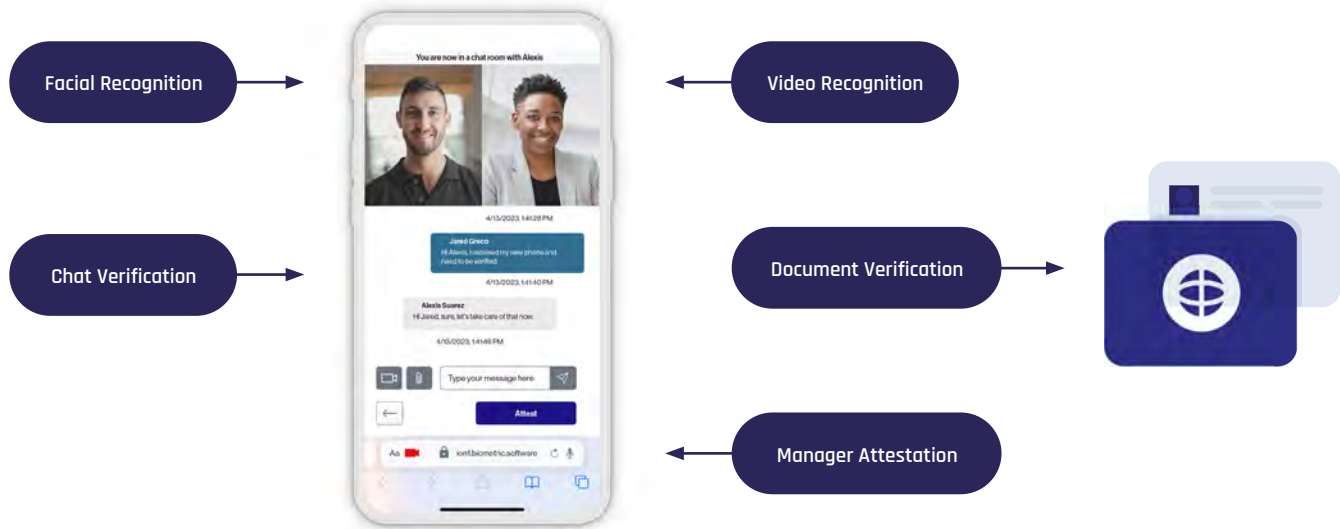 You are now in a chat room with Alexis
Facial Recognition
Video Recognition
4/13/2023, 1:41:28 PM
Jared Greco
Hi Alexis, I received my new phone and
need to be verified.
Chat Verification
Document Verification
4/13/2023, 1:41:40 PM
Alexis Suarez
Hi Jared, sure, let's take care of that now.
4/13/2023, 1:41:46 PM
Type your message here
Attest
Manager Attestation
Aa
iont.biometric.software